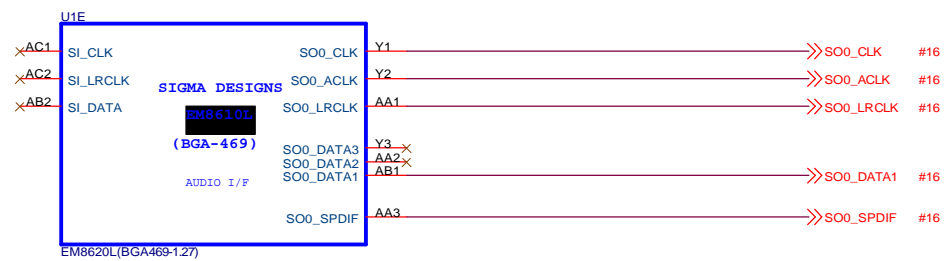 U1E
AC1 SI_CLK SO0_CLK Y1 SO0_CLK #16
AC2 SI_LRCLK SO0_ACLK Y2 SO0_ACLK #16
SIGMA DESIGNS
AB2 SI_DATA SO0_LRCLK AA1 SO0_LRCLK #16
EM8610L
(BGA-469)
SO0_DATA3 Y3
SO0_DATA2 AA2
SO0_DATA1 AB1 SO0_DATA1 #16
AUDIO I/F
SO0_SPDIF AA3 SO0_SPDIF #16
EM8620L(BGA469-1.27)